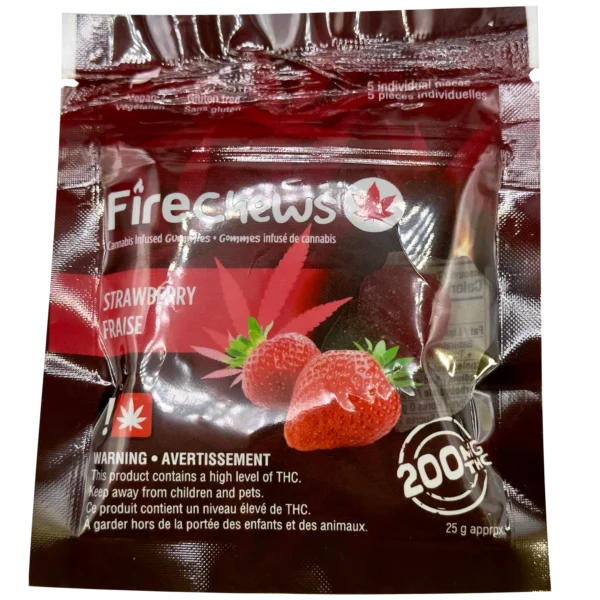 Vegan Gluten free
Végétarien Sans gluten
5 individual pieces
5 pièces individuelles
Firechews
Cannabis Infused Gummies • Gommes infusé de cannabis
STRAWBERRY
FRAISE
!
WARNING • AVERTISSEMENT
This product contains a high level of THC.
Keep away from children and pets.
Ce produit contient un niveau élevé de THC.
A garder hors de la portée des enfants et des animaux.
200MG
THC
25 g apprpx